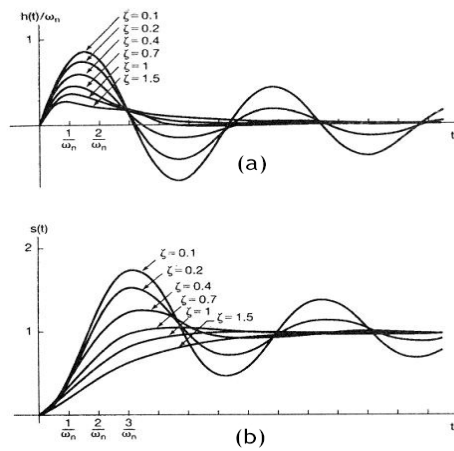 h(t)/ωn
1
ζ=0.1
ζ=0.2
ζ=0.4
ζ=0.7
ζ=1
ζ=1.5
1/ωn 2/ωn t
(a)
s(t)
2
ζ=0.1
ζ=0.2
ζ=0.4
ζ=1
ζ=0.7
ζ=1.5
1
1/ωn 2/ωn 3/ωn t
(b)